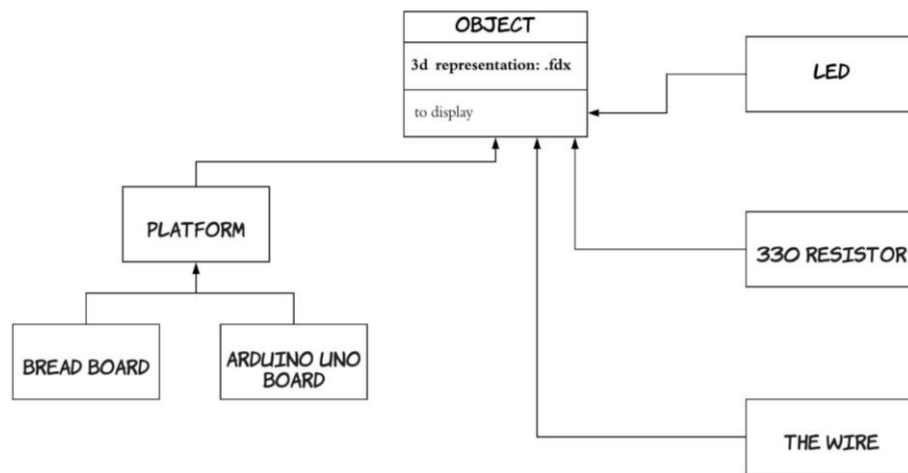 OBJECT
3d representation: .fdx
to display
LED
PLATFORM
330 RESISTOR
BREAD BOARD
ARDUINO UNO
BOARD
THE WIRE